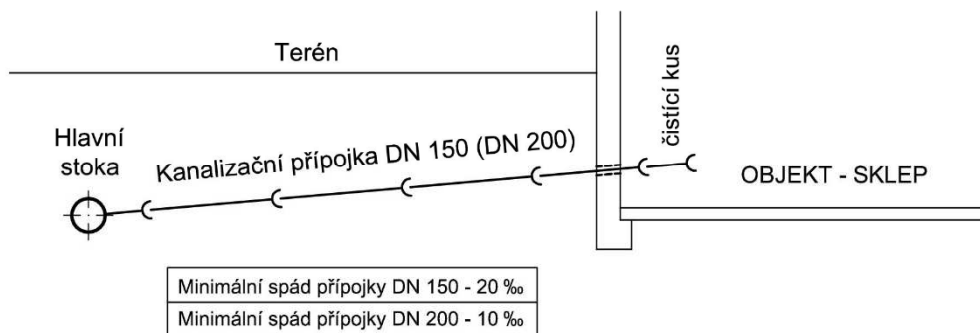 Terén
Hlavní
stoka
Kanalizační přípojka DN 150 (DN 200)
čistící kus
OBJEKT - SKLEP
Minimální spád přípojky DN 150 - 20 ‰
Minimální spád přípojky DN 200 - 10 ‰